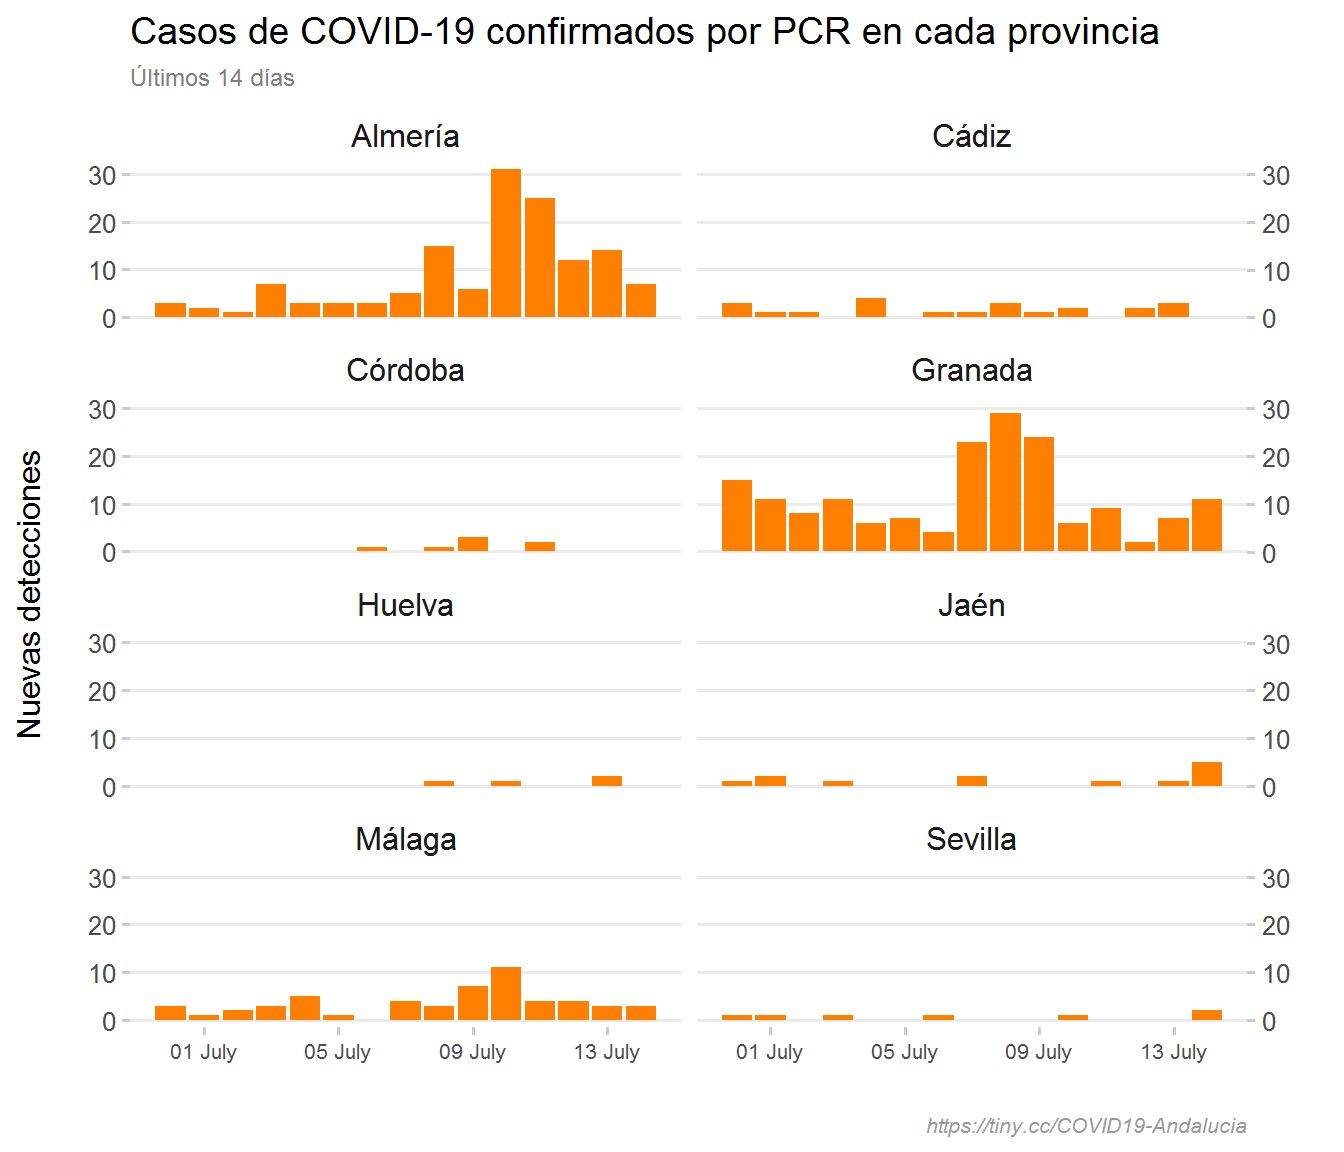 Casos de COVID-19 confirmados por PCR en cada provincia
Últimos 14 días
Almería
Cádiz
30
20
10
0
30
20
10
0
Córdoba
Granada
30
20
10
0
30
20
10
0
Nuevas detecciones
Huelva
Jaén
30
20
10
0
30
20
10
0
Málaga
Sevilla
30
20
10
0
30
20
10
0
01 July 05 July 09 July 13 July
01 July 05 July 09 July 13 July
https://tiny.cc/COVID19-Andalucia